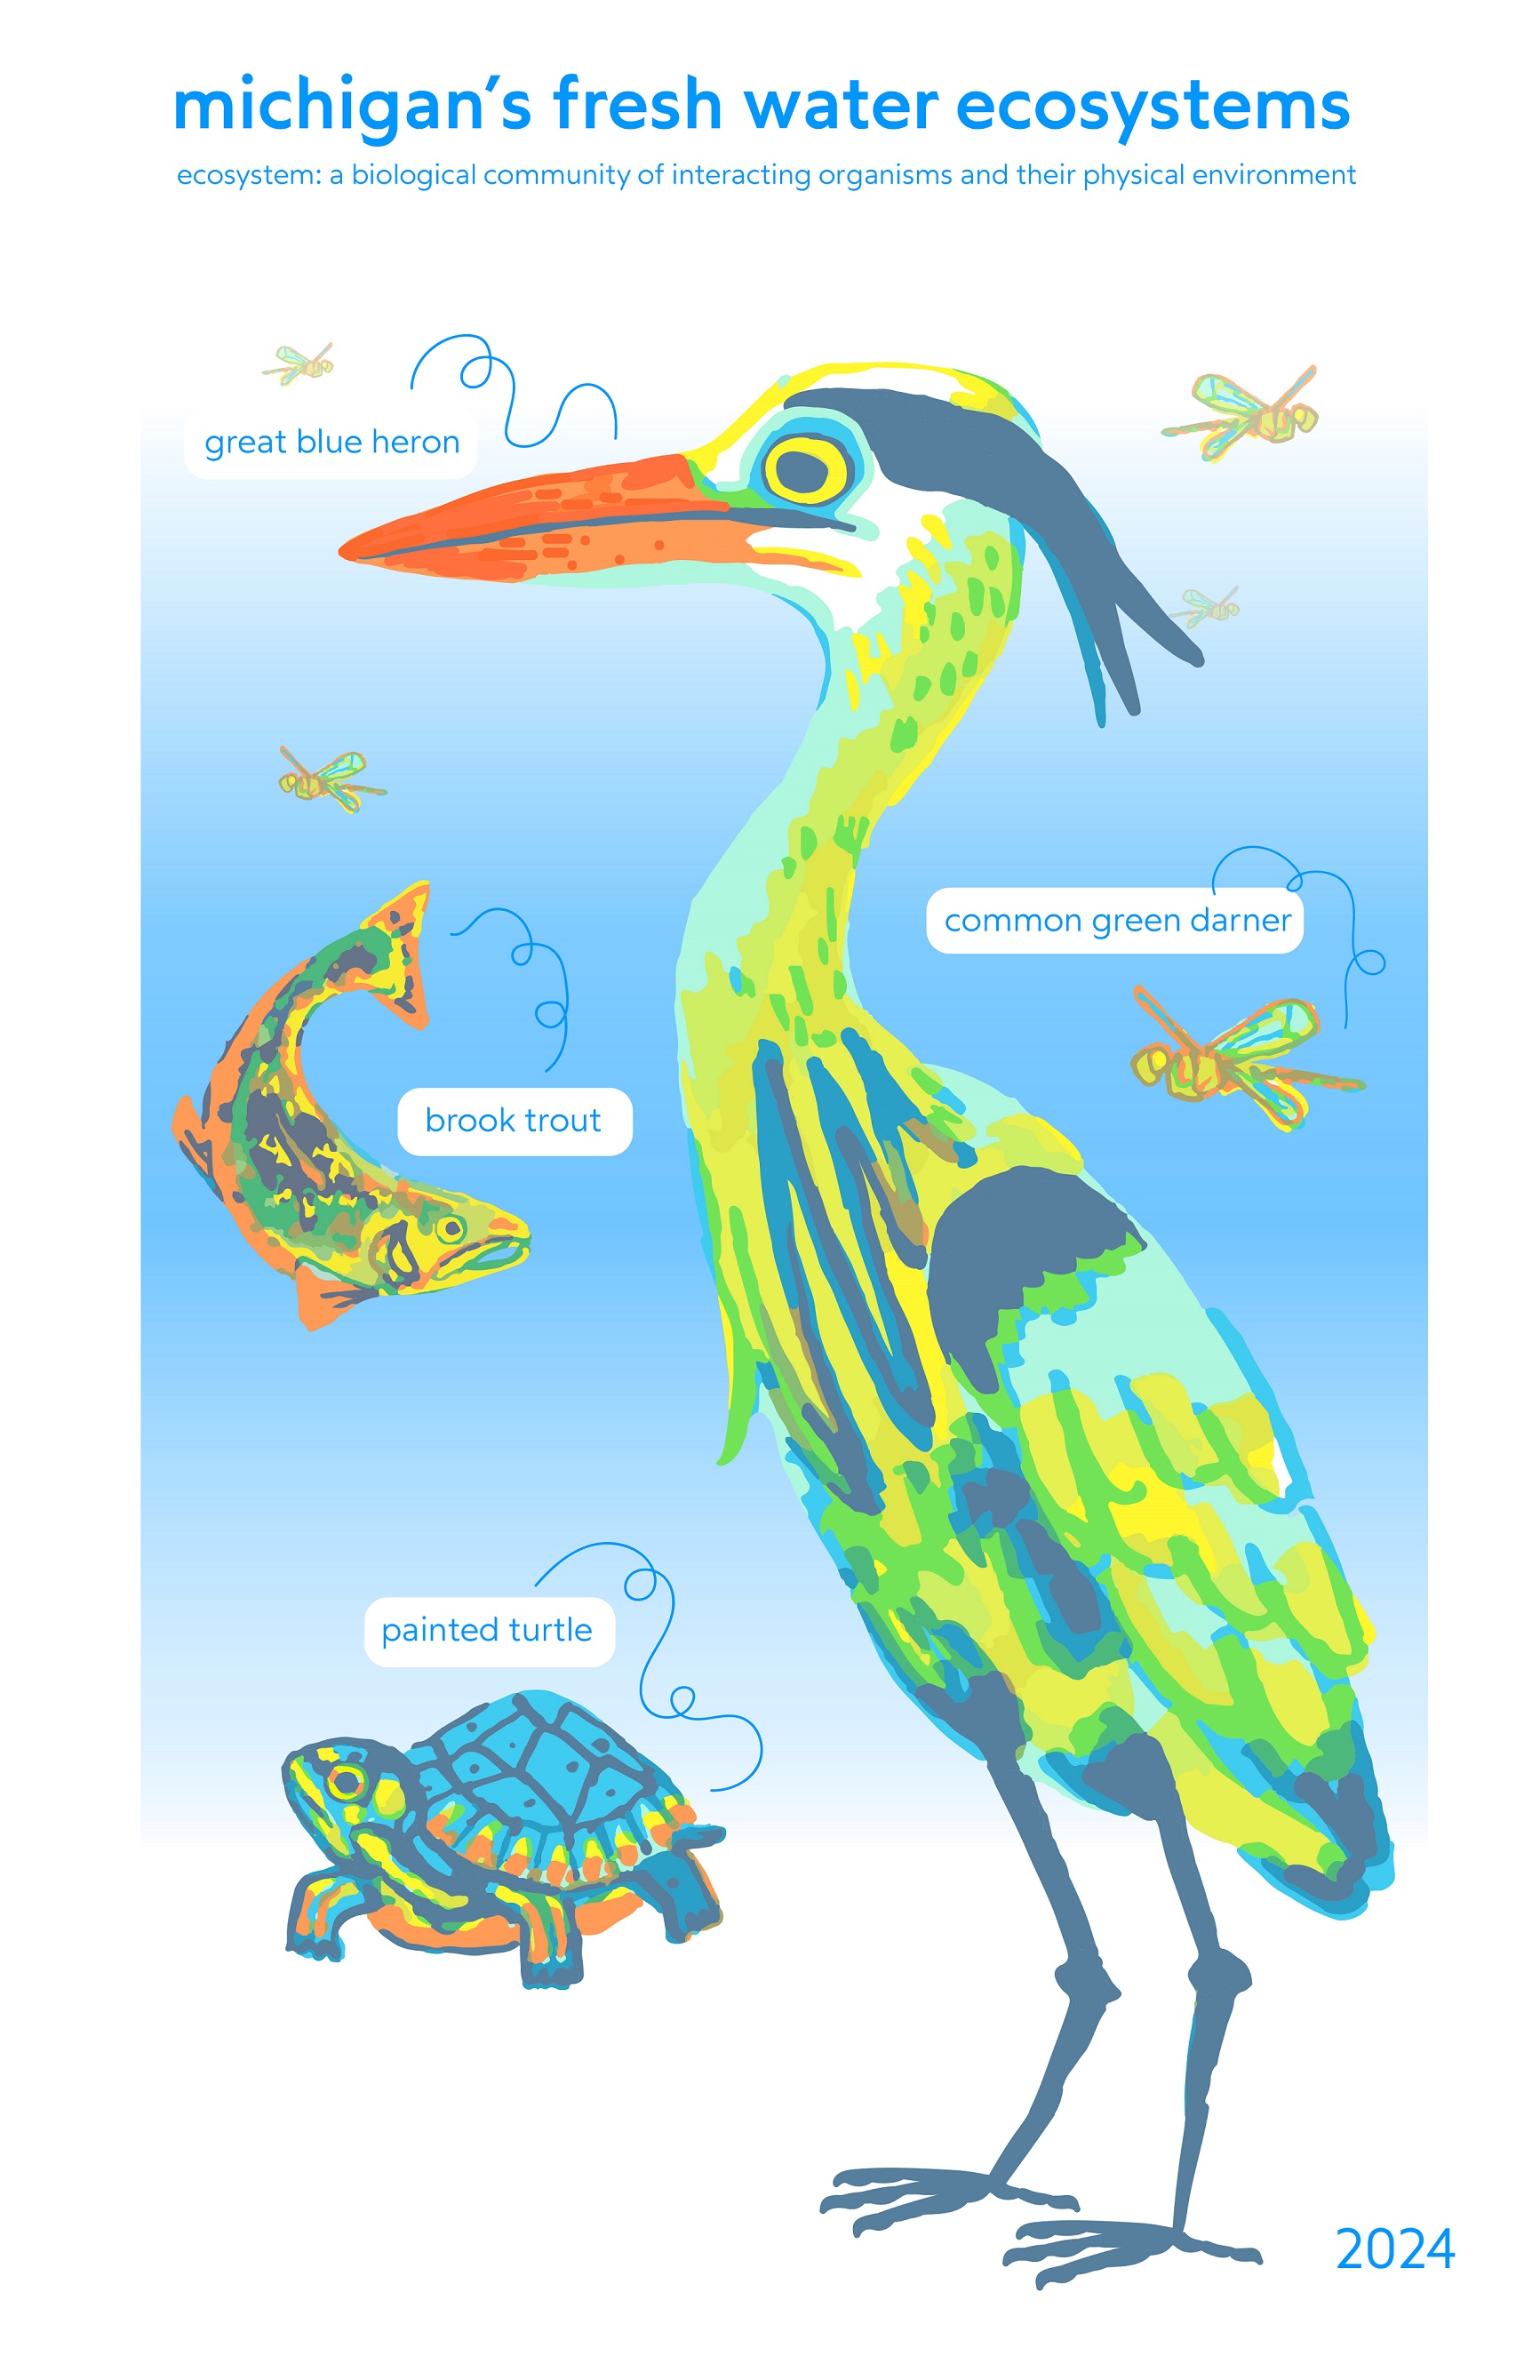 michigan’s fresh water ecosystems
ecosystem: a biological community of interacting organisms and their physical environment
great blue heron
common green darner
brook trout
painted turtle
2024